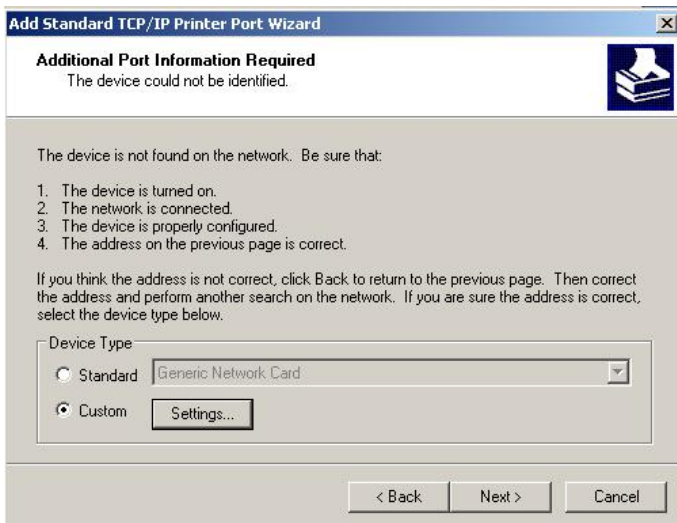 Add Standard TCP/IP Printer Port Wizard
Additional Port Information Required
The device could not be identified.
The device is not found on the network.  Be sure that:
1.  The device is turned on.
2.  The network is connected.
3.  The device is properly configured.
4.  The address on the previous page is correct.
If you think the address is not correct, click Back to return to the previous page.  Then correct
the address and perform another search on the network.  If you are sure the address is correct,
select the device type below.
Device Type
Standard Generic Network Card
Custom Settings...
< Back Next > Cancel